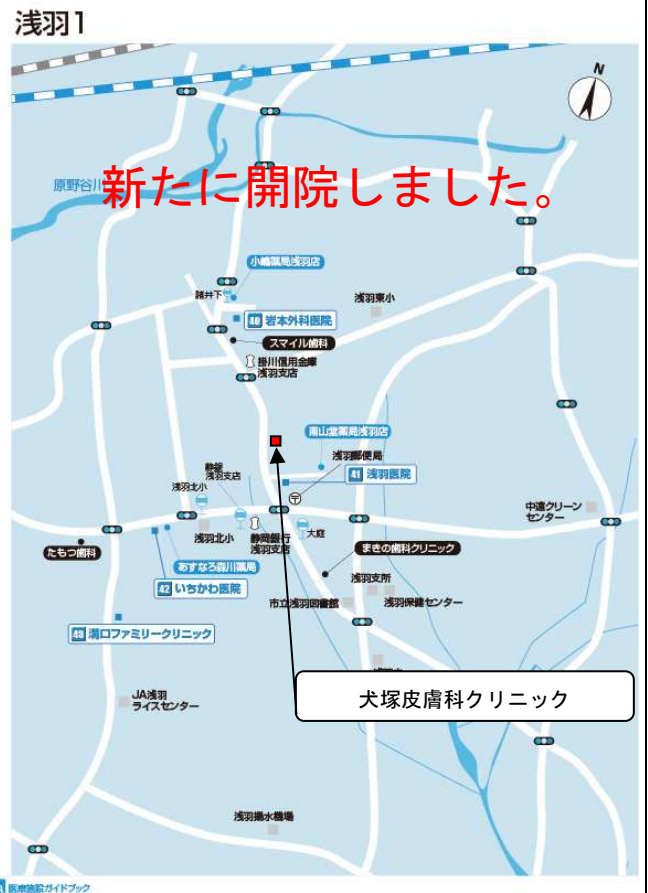 浅羽1
N
原野谷川
新たに開院しました。
小嶋薬局浅羽店
諸井下
浅羽東小
40 岩本外科医院
スマイル歯科
掛川信用金庫
浅羽支店
南山堂薬局浅羽店
浅羽郵便局
静銀
浅羽支店
41 浅羽医院
浅羽北小
中遠クリーン
センター
浅羽北小
静岡銀行
浅羽支店
大庭
まきの歯科クリニック
たもつ歯科
あすなろ森川薬局
浅羽支所
42 いちかわ医院
市立浅羽図書館
浅羽保健センター
43 溝口ファミリークリニック
犬塚皮膚科クリニック
JA浅羽
ライスセンター
浅羽揚水機場
医療施設ガイドブック